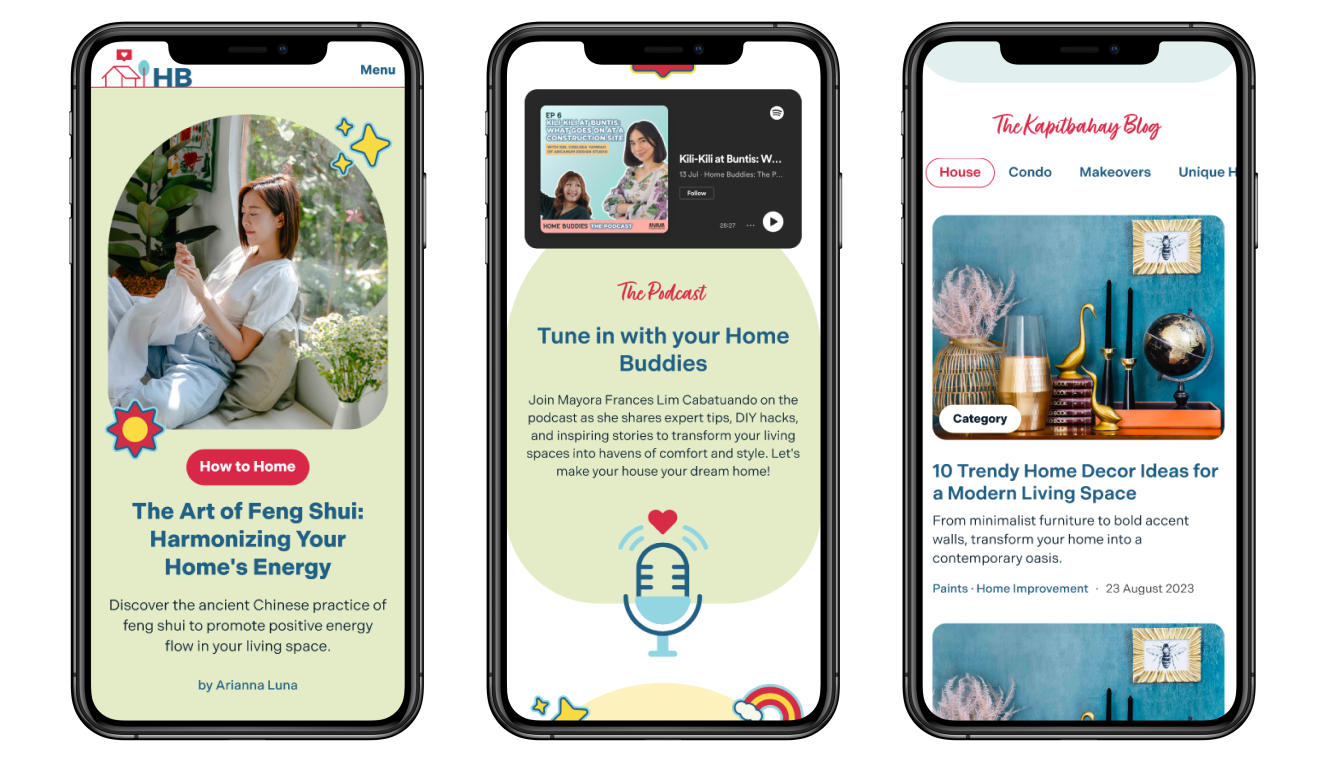 HB
Menu
How to Home
The Art of Feng Shui:
Harmonizing Your
Home's Energy
Discover the ancient Chinese practice of
feng shui to promote positive energy
flow in your living space.
by Arianna Luna
EP 6
KILI-KILI AT BUNTIS:
WHAT GOES ON AT A
CONSTRUCTION SITE
OF ARCANUM DESIGN STUDIO
HOME BUDDIES THE PODCAST
Kili-Kili at Buntis: W...
13 Jul · Home Buddies: The P...
Follow
28:27
The Podcast
Tune in with your Home
Buddies
Join Mayora Frances Lim Cabatuando on the
podcast as she shares expert tips, DIY hacks,
and inspiring stories to transform your living
spaces into havens of comfort and style. Let's
make your house your dream home!
The Kapitbahay Blog
House
Condo
Makeovers
Unique H
Category
10 Trendy Home Decor Ideas for
a Modern Living Space
From minimalist furniture to bold accent
walls, transform your home into a
contemporary oasis.
Paints · Home Improvement · 23 August 2023